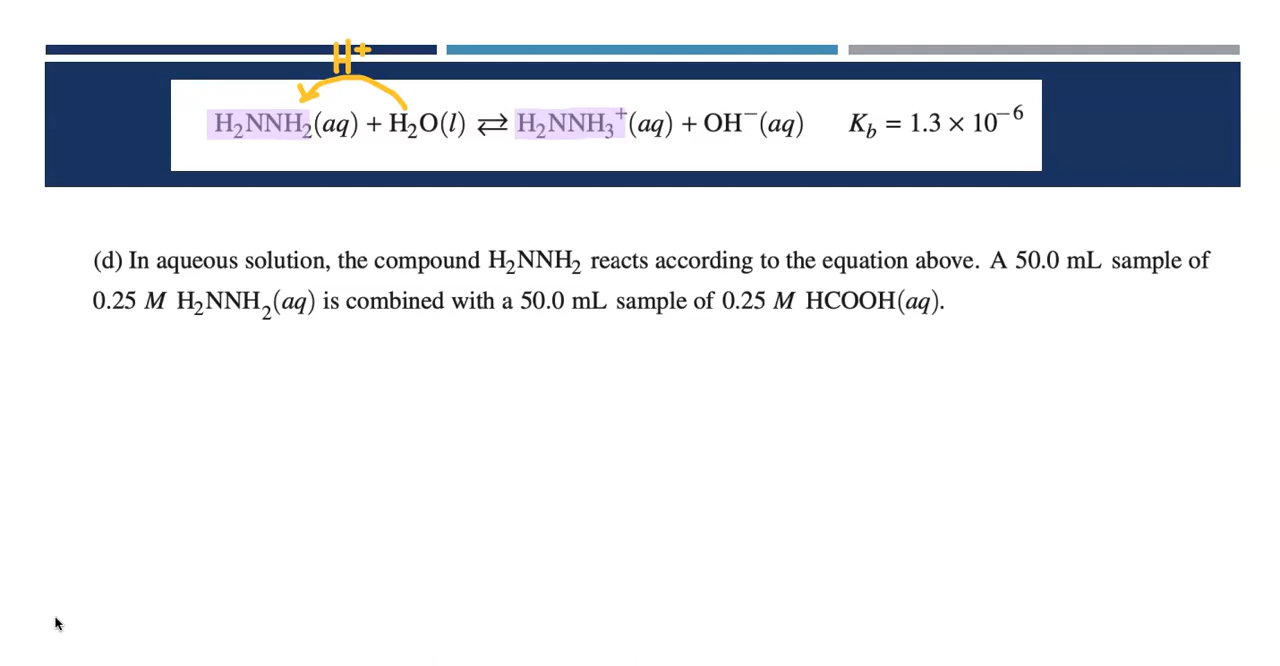 H+
H₂NNH₂(aq) + H₂O(l) ⇄ H₂NNH₃⁺(aq) + OH⁻(aq) K_b = 1.3 × 10⁻⁶
(d) In aqueous solution, the compound H₂NNH₂ reacts according to the equation above. A 50.0 mL sample of
0.25 M H₂NNH₂(aq) is combined with a 50.0 mL sample of 0.25 M HCOOH(aq).